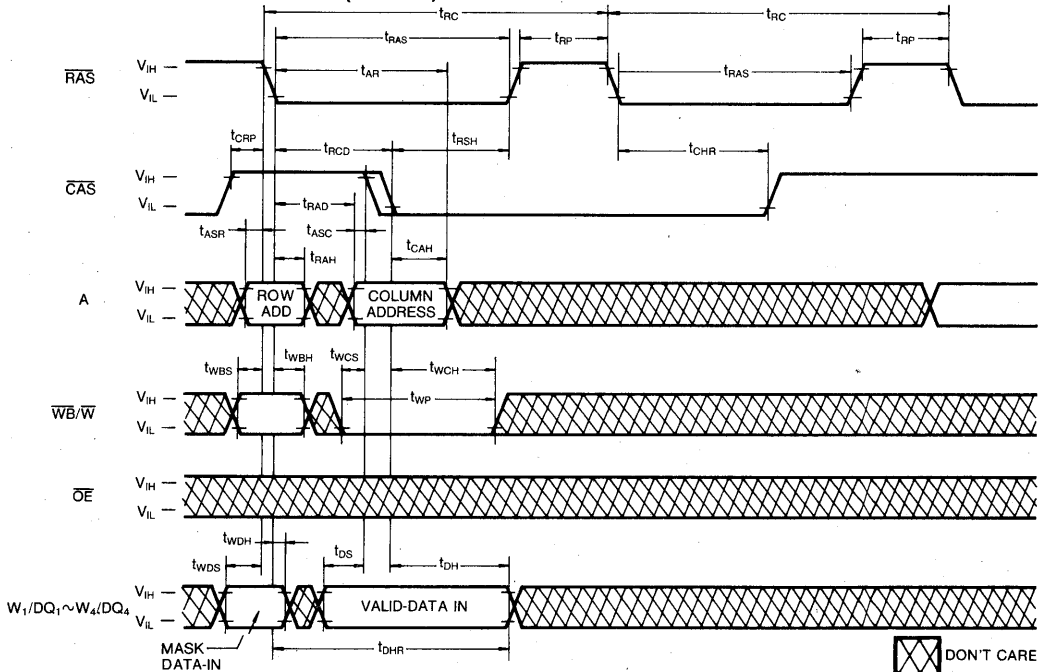 tRC tRC
tRAS tRP tRP
tAR tRAS
RAS VIH
VIL
tCRP tRCD tRSH tCHR
CAS VIH
VIL
tRAD
tASR tASC tCAH
tRAH
A VIH ROW COLUMN
VIL ADD ADDRESS
tWBS tWBH tWCS tWCH
tWP
WB/W VIH
VIL
OE VIH
VIL
tWDH
tWDS tDS tDH
W1/DQ1~W4/DQ4 VIH VALID-DATA IN
VIL
MASK tDHR
DATA-IN DON'T CARE